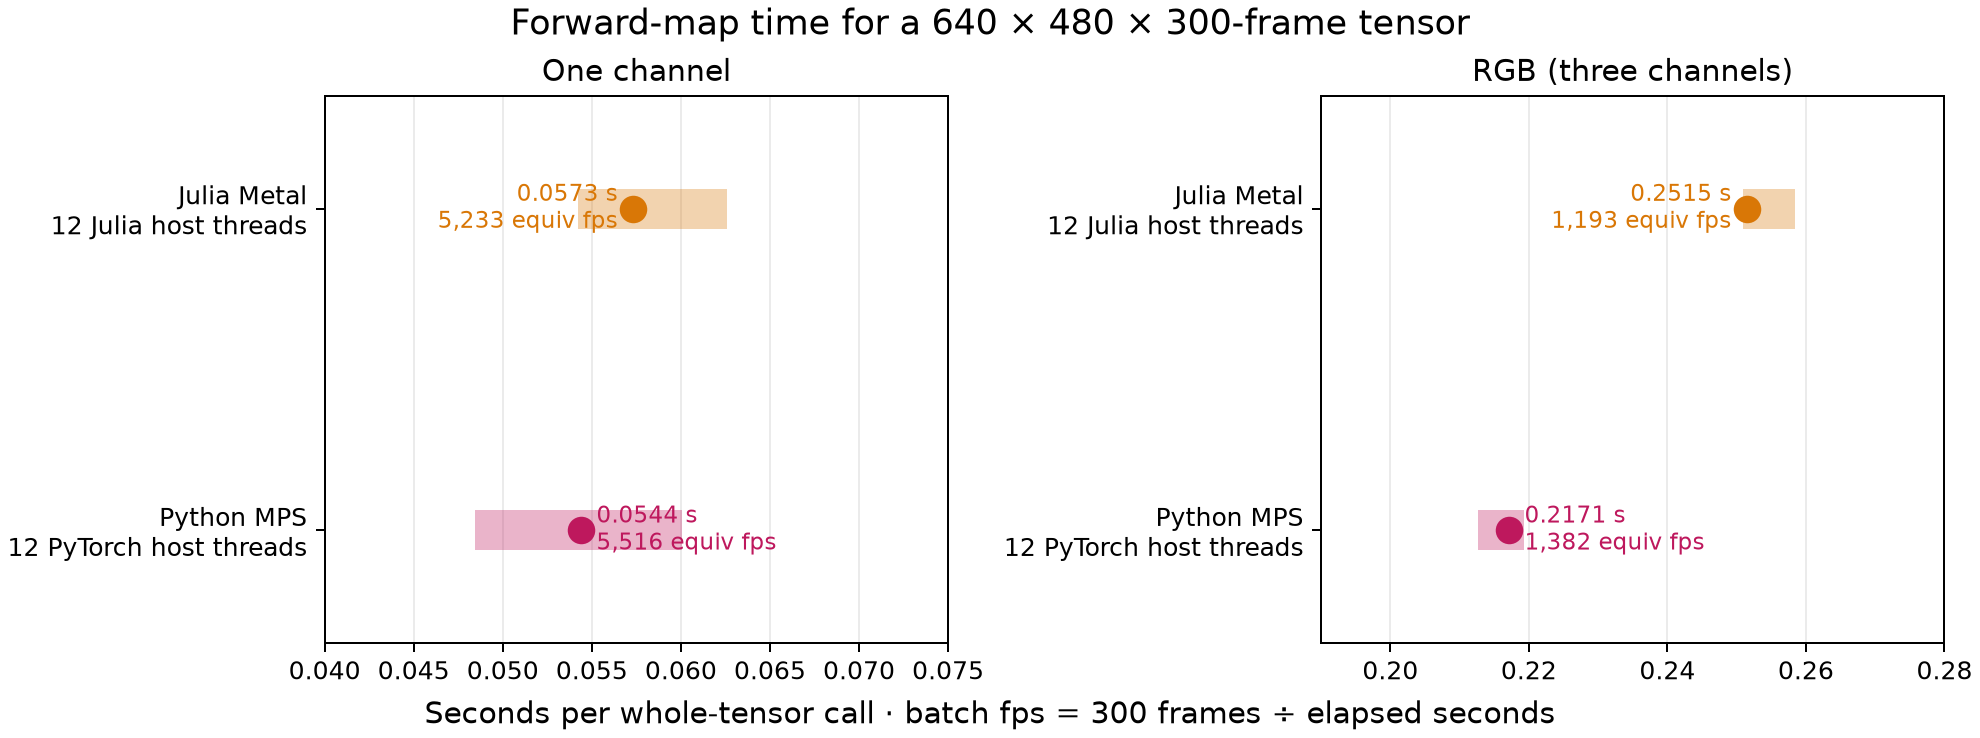 Forward-map time for a 640 × 480 × 300-frame tensor
One channel
Julia Metal
12 Julia host threads
0.0573 s
5,233 equiv fps
Python MPS
12 PyTorch host threads
0.0544 s
5,516 equiv fps
0.040 0.045 0.050 0.055 0.060 0.065 0.070 0.075
RGB (three channels)
Julia Metal
12 Julia host threads
0.2515 s
1,193 equiv fps
Python MPS
12 PyTorch host threads
0.2171 s
1,382 equiv fps
0.20 0.22 0.24 0.26 0.28
Seconds per whole-tensor call · batch fps = 300 frames ÷ elapsed seconds